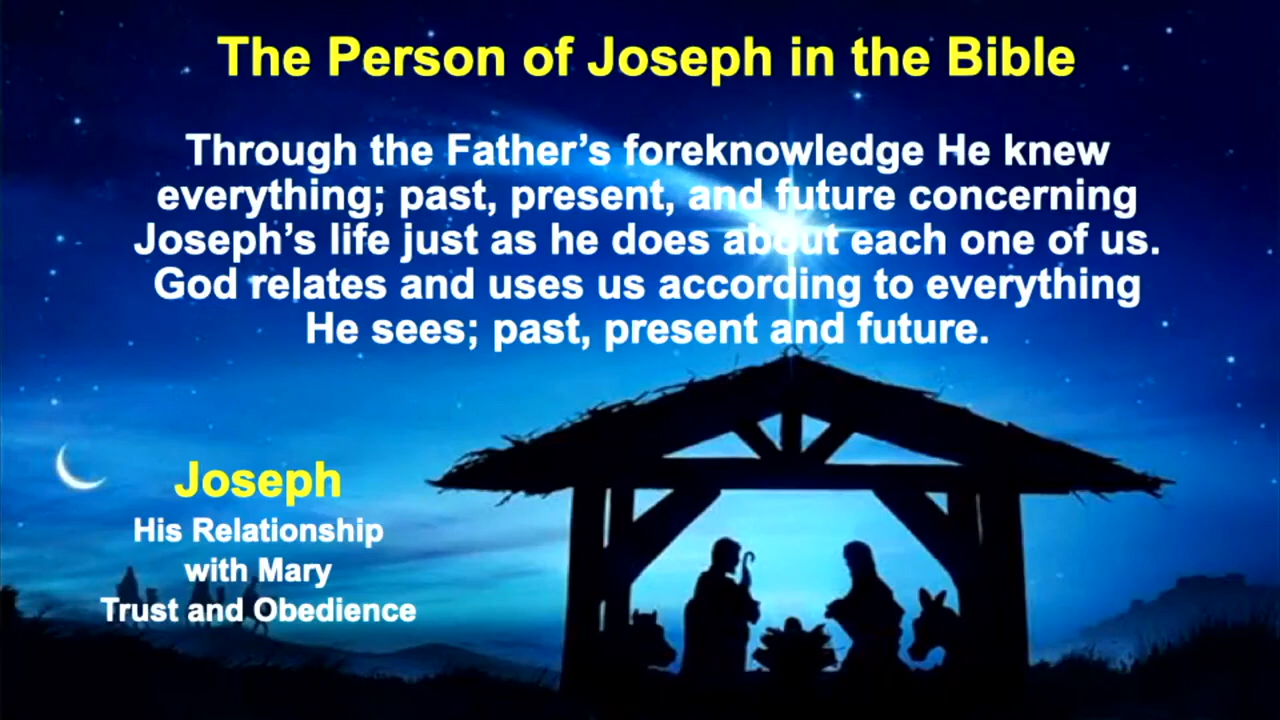 The Person of Joseph in the Bible
Through the Father’s foreknowledge He knew
everything; past, present, and future concerning
Joseph’s life just as he does about each one of us.
God relates and uses us according to everything
He sees; past, present and future.
Joseph
His Relationship
with Mary
Trust and Obedience